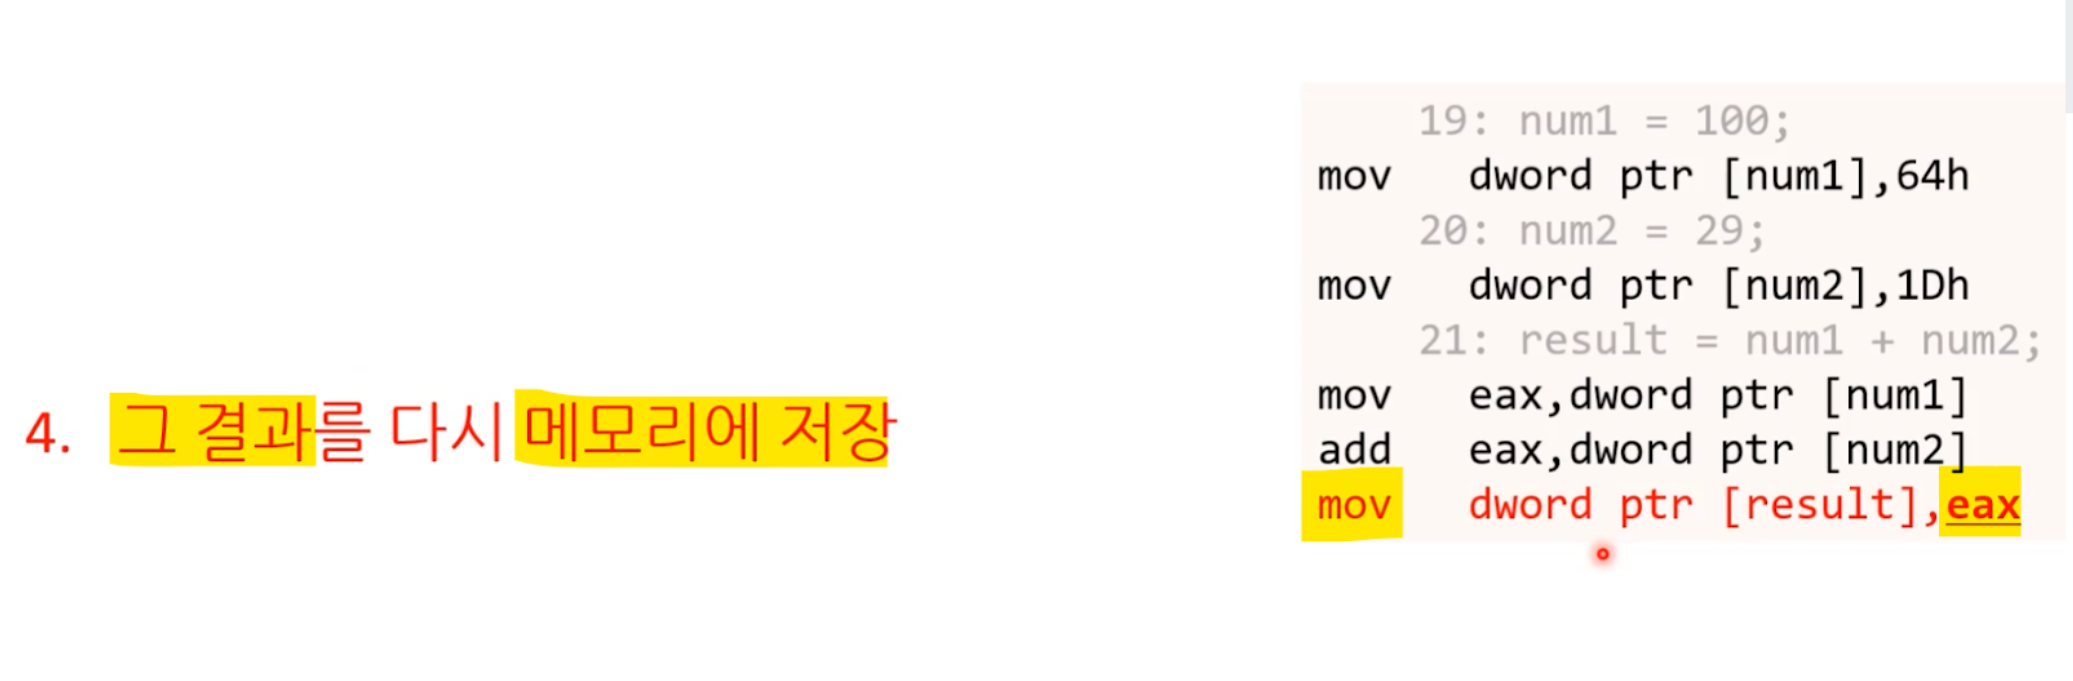 19: num1 = 100;
mov dword ptr [num1],64h
20: num2 = 29;
mov dword ptr [num2],1Dh
21: result = num1 + num2;
mov eax,dword ptr [num1]
add eax,dword ptr [num2]
mov dword ptr [result],eax
4. 그 결과를 다시 메모리에 저장